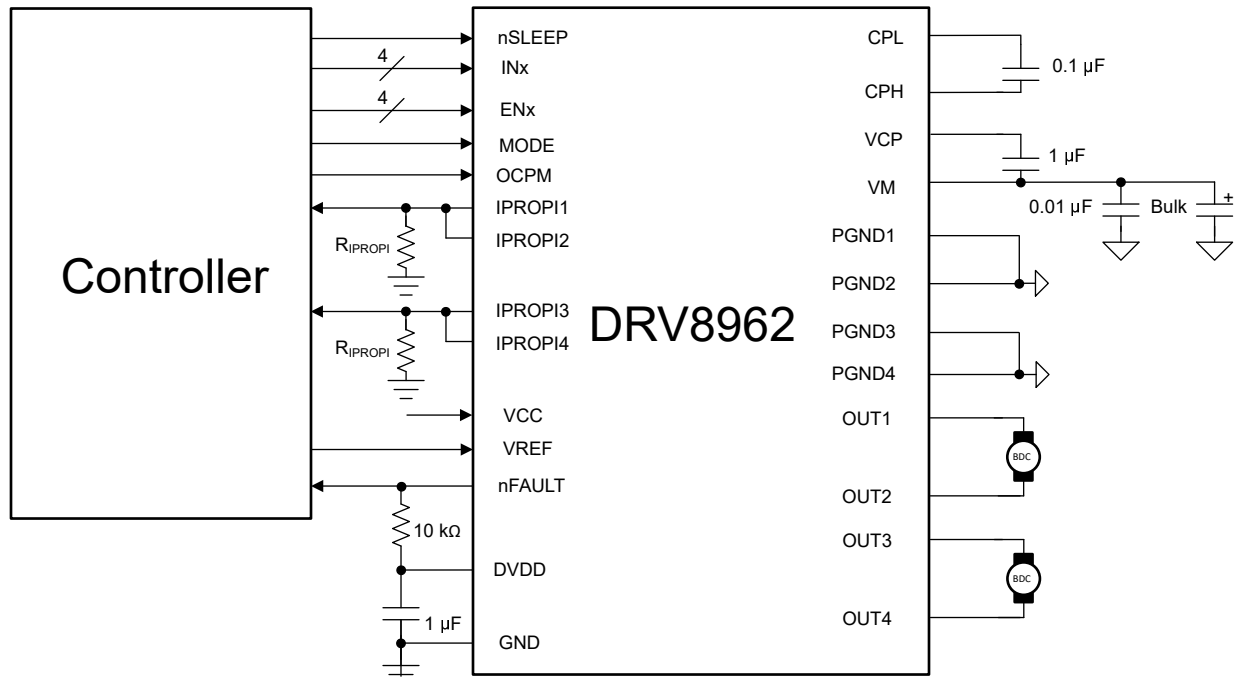 Controller
DRV8962
nSLEEP
4
INx
4
ENx
MODE
OCPM
IPROPI1
IPROPI2
RIPROPI
IPROPI3
IPROPI4
RIPROPI
VCC
VREF
nFAULT
10 kΩ
DVDD
1 µF
GND
CPL
0.1 µF
CPH
VCP
1 µF
VM
0.01 µF
Bulk
+
PGND1
PGND2
PGND3
PGND4
OUT1
BDC
OUT2
OUT3
BDC
OUT4